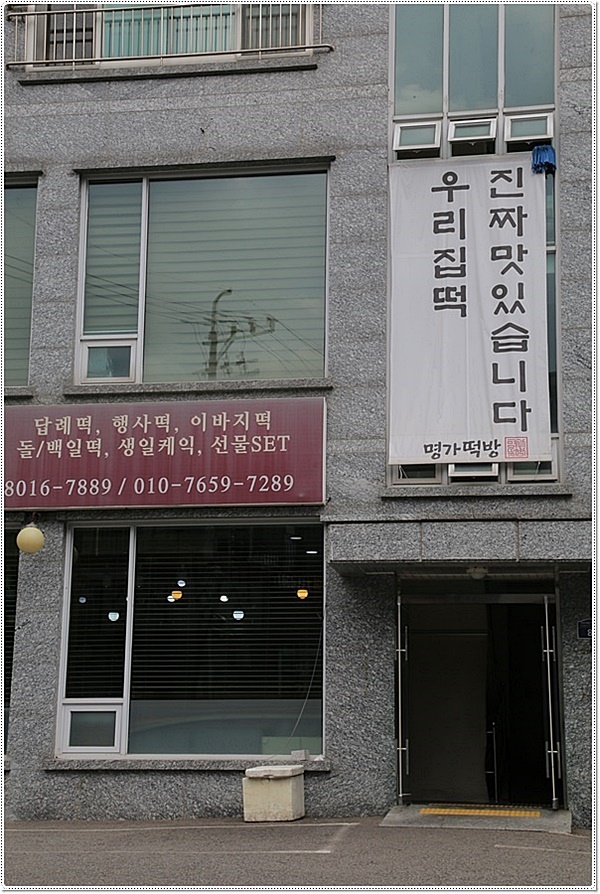 우리집떡
진짜맛있습니다
명가떡방
답례떡, 행사떡, 이바지떡
돌/백일떡, 생일케익, 선물SET
8016-7889 / 010-7659-7289